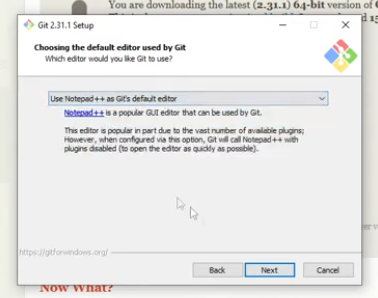 You are downloading the latest (2.31.1) 64-bit version of
Git 2.31.1 Setup
Choosing the default editor used by Git
Which editor would you like Git to use?
Use Notepad++ as Git's default editor
Notepad++ is a popular GUI editor that can be used by Git.
This editor is popular in part due to the vast number of available plugins;
However, when configured via this option, Git will call Notepad++ with
plugins disabled (to open the editor as quickly as possible).
https://gitforwindows.org/
Back
Next
Cancel
Now What?